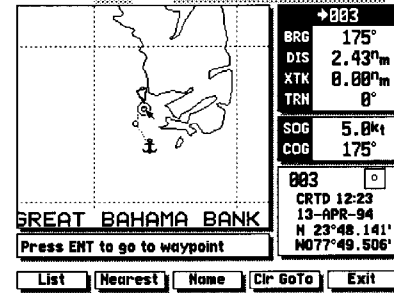 →003
BRG 175°
DIS 2.43nm
XTK 0.00nm
TRN 0°
SOG 5.0kt
COG 175°
003
CRTD 12:23
13-APR-94
N 23°48.141'
W077°49.506'
GREAT BAHAMA BANK
Press ENT to go to waypoint
List Nearest Name Clr GoTo Exit